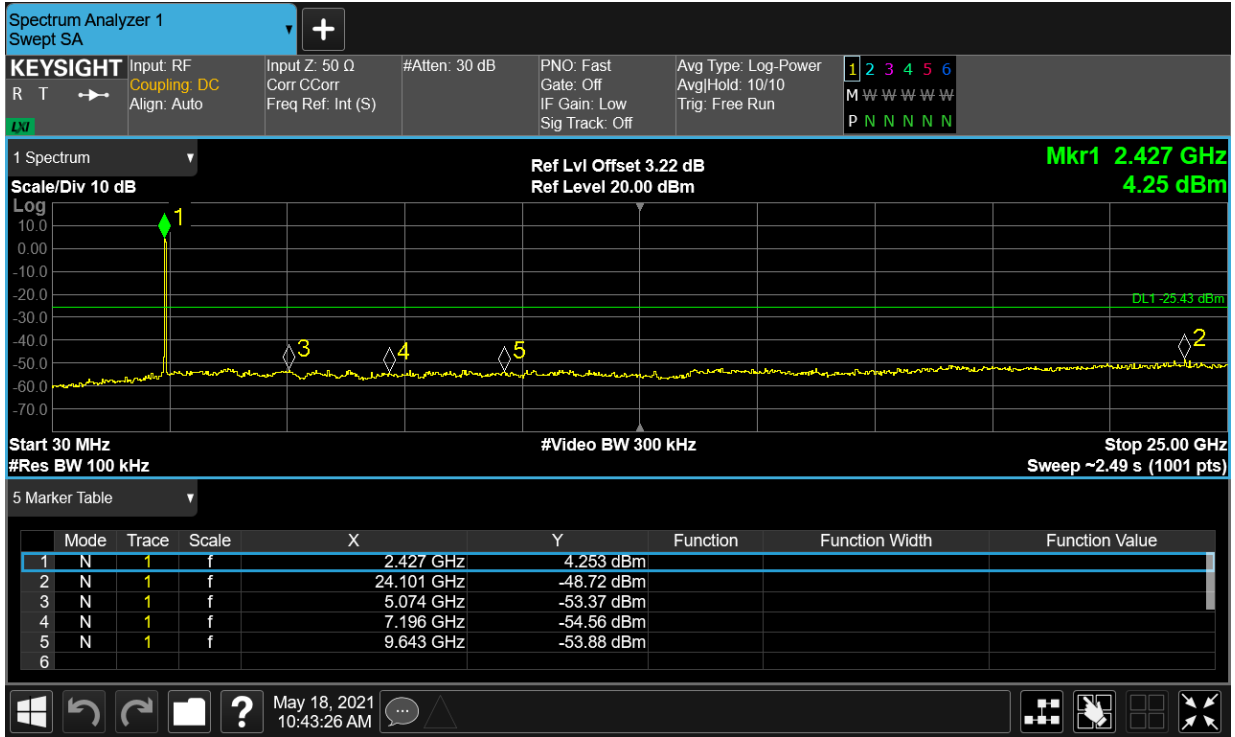 Spectrum Analyzer 1
Swept SA
KEYSIGHT
R T
LXI
Input: RF
Coupling: DC
Align: Auto
Input Z: 50 Ω
Corr CCorr
Freq Ref: Int (S)
#Atten: 30 dB
PNO: Fast
Gate: Off
IF Gain: Low
Sig Track: Off
Avg Type: Log-Power
Avg|Hold: 10/10
Trig: Free Run
1 2 3 4 5 6
M W W W W W
P N N N N N
1 Spectrum
Scale/Div 10 dB
Ref Lvl Offset 3.22 dB
Ref Level 20.00 dBm
Mkr1 2.427 GHz
4.25 dBm
Log
10.0
0.00
-10.0
-20.0
-30.0
-40.0
-50.0
-60.0
-70.0
1
DL1 -25.43 dBm
2
3
4
5
Start 30 MHz
#Video BW 300 kHz
Stop 25.00 GHz
#Res BW 100 kHz
Sweep ~2.49 s (1001 pts)
5 Marker Table
Mode Trace Scale X Y Function Function Width Function Value
1 N 1 f 2.427 GHz 4.253 dBm
2 N 1 f 24.101 GHz -48.72 dBm
3 N 1 f 5.074 GHz -53.37 dBm
4 N 1 f 7.196 GHz -54.56 dBm
5 N 1 f 9.643 GHz -53.88 dBm
6
?
May 18, 2021
10:43:26 AM